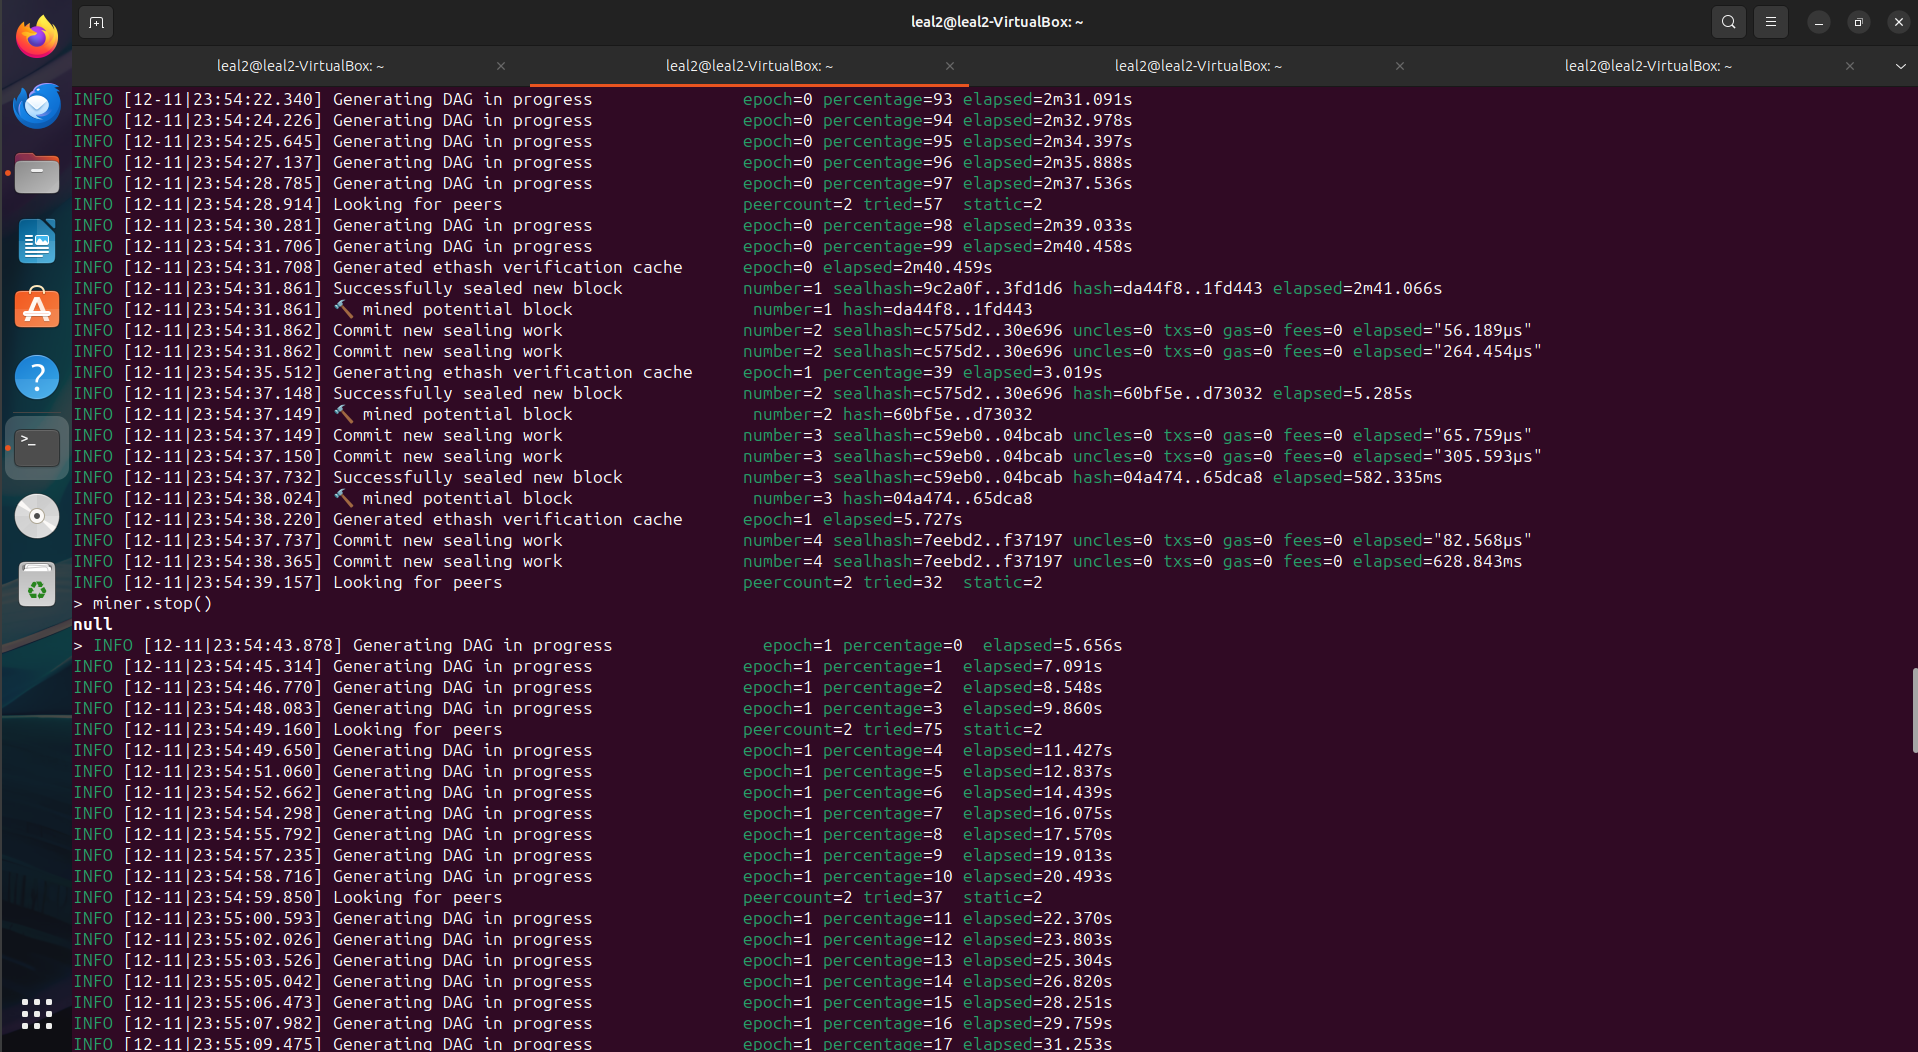 leal2@leal2-VirtualBox: ~
leal2@leal2-VirtualBox: ~ leal2@leal2-VirtualBox: ~ leal2@leal2-VirtualBox: ~ leal2@leal2-VirtualBox: ~
INFO [12-11|23:54:22.340] Generating DAG in progress epoch=0 percentage=93 elapsed=2m31.091s
INFO [12-11|23:54:24.226] Generating DAG in progress epoch=0 percentage=94 elapsed=2m32.978s
INFO [12-11|23:54:25.645] Generating DAG in progress epoch=0 percentage=95 elapsed=2m34.397s
INFO [12-11|23:54:27.137] Generating DAG in progress epoch=0 percentage=96 elapsed=2m35.888s
INFO [12-11|23:54:28.785] Generating DAG in progress epoch=0 percentage=97 elapsed=2m37.536s
INFO [12-11|23:54:28.914] Looking for peers peercount=2 tried=57 static=2
INFO [12-11|23:54:30.281] Generating DAG in progress epoch=0 percentage=98 elapsed=2m39.033s
INFO [12-11|23:54:31.706] Generating DAG in progress epoch=0 percentage=99 elapsed=2m40.458s
INFO [12-11|23:54:31.708] Generated ethash verification cache epoch=0 elapsed=2m40.459s
INFO [12-11|23:54:31.861] Successfully sealed new block number=1 sealhash=9c2a0f..3fd1d6 hash=da44f8..1fd443 elapsed=2m41.066s
INFO [12-11|23:54:31.861] 🔨 mined potential block number=1 hash=da44f8..1fd443
INFO [12-11|23:54:31.862] Commit new sealing work number=2 sealhash=c575d2..30e696 uncles=0 txs=0 gas=0 fees=0 elapsed="56.189µs"
INFO [12-11|23:54:31.862] Commit new sealing work number=2 sealhash=c575d2..30e696 uncles=0 txs=0 gas=0 fees=0 elapsed="264.454µs"
INFO [12-11|23:54:35.512] Generating ethash verification cache epoch=1 percentage=39 elapsed=3.019s
INFO [12-11|23:54:37.148] Successfully sealed new block number=2 sealhash=c575d2..30e696 hash=60bf5e..d73032 elapsed=5.285s
INFO [12-11|23:54:37.149] 🔨 mined potential block number=2 hash=60bf5e..d73032
INFO [12-11|23:54:37.149] Commit new sealing work number=3 sealhash=c59eb0..04bcab uncles=0 txs=0 gas=0 fees=0 elapsed="65.759µs"
INFO [12-11|23:54:37.150] Commit new sealing work number=3 sealhash=c59eb0..04bcab uncles=0 txs=0 gas=0 fees=0 elapsed="305.593µs"
INFO [12-11|23:54:37.732] Successfully sealed new block number=3 sealhash=c59eb0..04bcab hash=04a474..65dca8 elapsed=582.335ms
INFO [12-11|23:54:38.024] 🔨 mined potential block number=3 hash=04a474..65dca8
INFO [12-11|23:54:38.220] Generated ethash verification cache epoch=1 elapsed=5.727s
INFO [12-11|23:54:37.737] Commit new sealing work number=4 sealhash=7eebd2..f37197 uncles=0 txs=0 gas=0 fees=0 elapsed="82.568µs"
INFO [12-11|23:54:38.365] Commit new sealing work number=4 sealhash=7eebd2..f37197 uncles=0 txs=0 gas=0 fees=0 elapsed=628.843ms
INFO [12-11|23:54:39.157] Looking for peers peercount=2 tried=32 static=2
> miner.stop()
null
> INFO [12-11|23:54:43.878] Generating DAG in progress epoch=1 percentage=0 elapsed=5.656s
INFO [12-11|23:54:45.314] Generating DAG in progress epoch=1 percentage=1 elapsed=7.091s
INFO [12-11|23:54:46.770] Generating DAG in progress epoch=1 percentage=2 elapsed=8.548s
INFO [12-11|23:54:48.083] Generating DAG in progress epoch=1 percentage=3 elapsed=9.860s
INFO [12-11|23:54:49.160] Looking for peers peercount=2 tried=75 static=2
INFO [12-11|23:54:49.650] Generating DAG in progress epoch=1 percentage=4 elapsed=11.427s
INFO [12-11|23:54:51.060] Generating DAG in progress epoch=1 percentage=5 elapsed=12.837s
INFO [12-11|23:54:52.662] Generating DAG in progress epoch=1 percentage=6 elapsed=14.439s
INFO [12-11|23:54:54.298] Generating DAG in progress epoch=1 percentage=7 elapsed=16.075s
INFO [12-11|23:54:55.792] Generating DAG in progress epoch=1 percentage=8 elapsed=17.570s
INFO [12-11|23:54:57.235] Generating DAG in progress epoch=1 percentage=9 elapsed=19.013s
INFO [12-11|23:54:58.716] Generating DAG in progress epoch=1 percentage=10 elapsed=20.493s
INFO [12-11|23:54:59.850] Looking for peers peercount=2 tried=37 static=2
INFO [12-11|23:55:00.593] Generating DAG in progress epoch=1 percentage=11 elapsed=22.370s
INFO [12-11|23:55:02.026] Generating DAG in progress epoch=1 percentage=12 elapsed=23.803s
INFO [12-11|23:55:03.526] Generating DAG in progress epoch=1 percentage=13 elapsed=25.304s
INFO [12-11|23:55:05.042] Generating DAG in progress epoch=1 percentage=14 elapsed=26.820s
INFO [12-11|23:55:06.473] Generating DAG in progress epoch=1 percentage=15 elapsed=28.251s
INFO [12-11|23:55:07.982] Generating DAG in progress epoch=1 percentage=16 elapsed=29.759s
INFO [12-11|23:55:09.475] Generating DAG in progress epoch=1 percentage=17 elapsed=31.253s